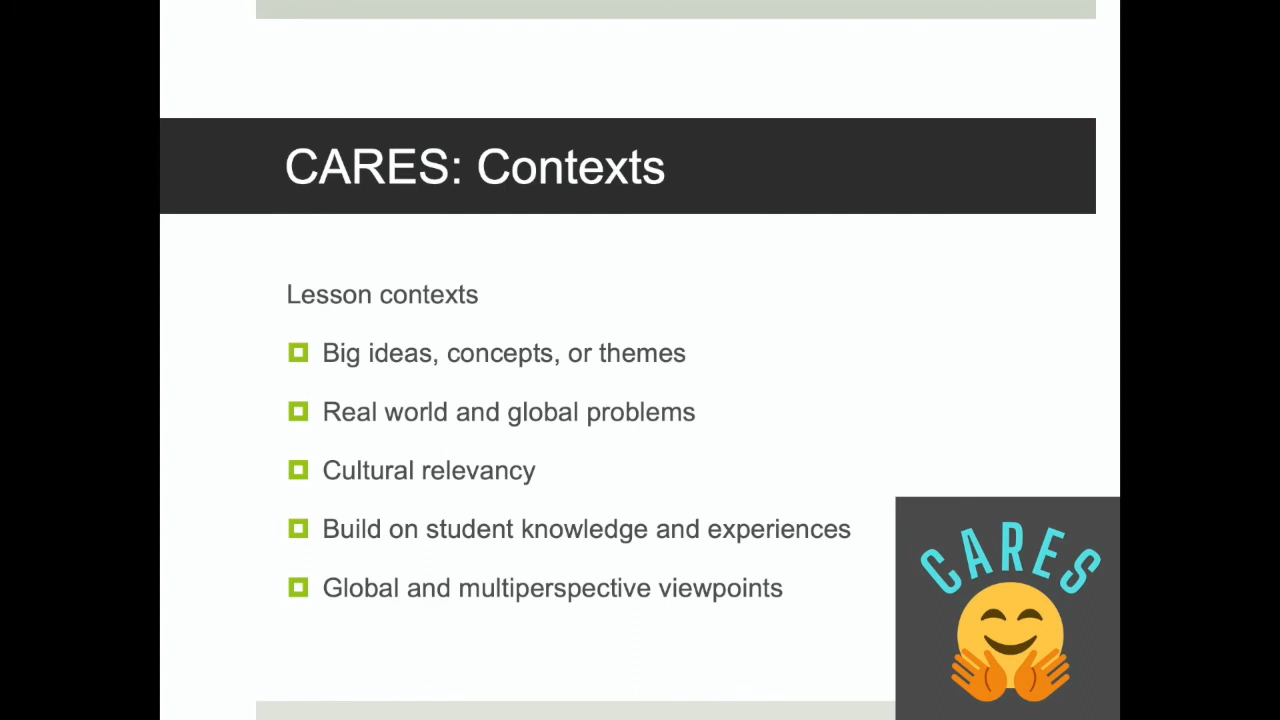 CARES: Contexts
Lesson contexts
Big ideas, concepts, or themes
Real world and global problems
Cultural relevancy
Build on student knowledge and experiences
Global and multiperspective viewpoints
CARES